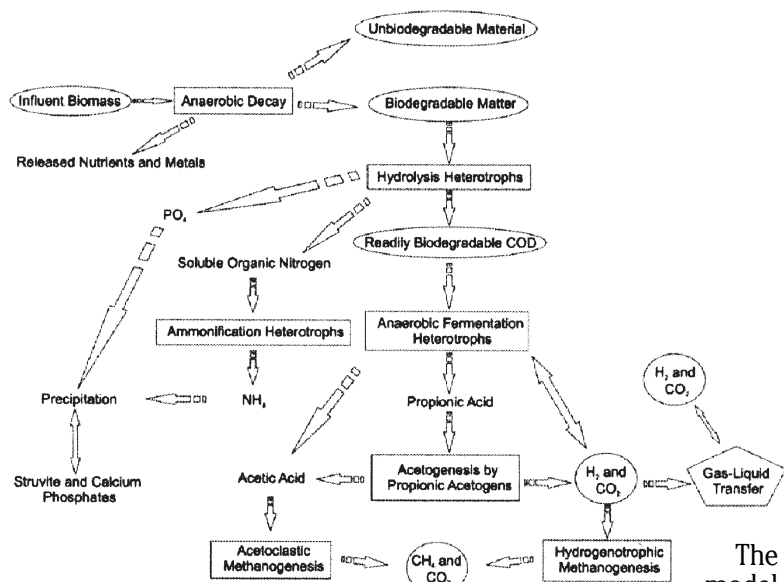 Unbiodegradable Material
Influent Biomass
Anaerobic Decay
Biodegradable Matter
Released Nutrients and Metals
Hydrolysis Heterotrophs
PO₄
Readily Biodegradable COD
Soluble Organic Nitrogen
Ammonification Heterotrophs
Anaerobic Fermentation
Heterotrophs
H₂ and
CO₂
Precipitation
NH₄
Propionic Acid
Struvite and Calcium
Phosphates
Acetic Acid
Acetogenesis by
Propionic Acetogens
H₂ and
CO₂
Gas-Liquid
Transfer
Acetoclastic
Methanogenesis
CH₄ and
CO₂
Hydrogenotrophic
Methanogenesis
The
model